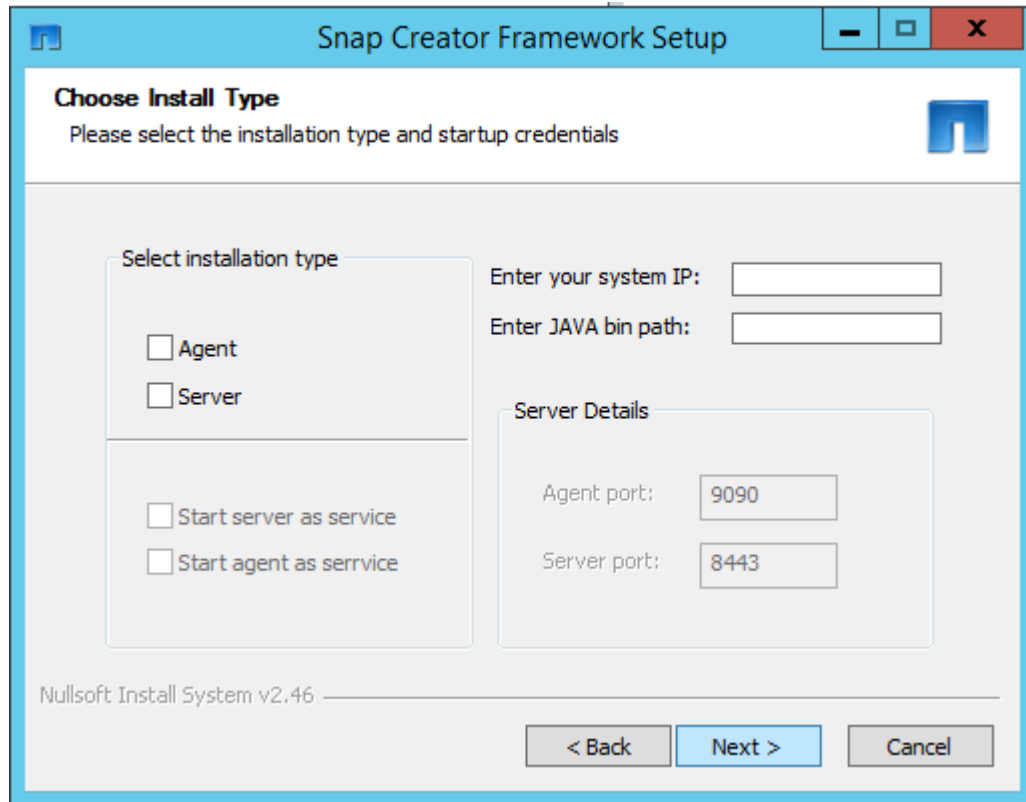 Snap Creator Framework Setup
Choose Install Type
Please select the installation type and startup credentials
Select installation type
Agent
Server
Start server as service
Start agent as serrvice
Enter your system IP:
Enter JAVA bin path:
Server Details
Agent port: 9090
Server port: 8443
Nullsoft Install System v2.46
< Back Next > Cancel